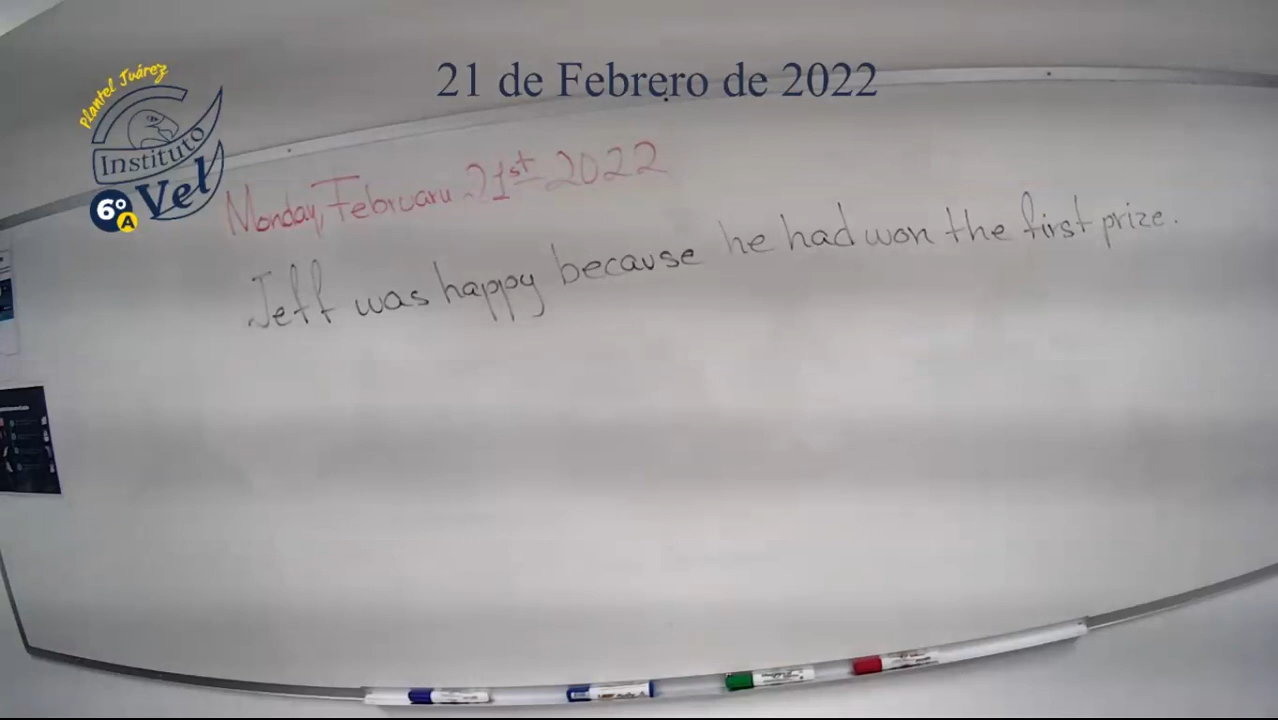 21 de Febrero de 2022
Plantel Juárez
Instituto
Vel
6º
A
Monday, February 21st 2022
Jeff was happy because he had won the first prize.